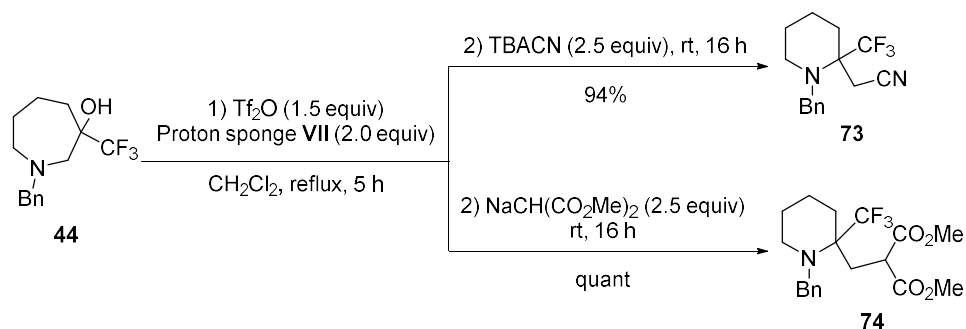 OH
CF3
N
Bn
44
1) Tf2O (1.5 equiv)
Proton sponge VII (2.0 equiv)
CH2Cl2, reflux, 5 h
2) TBACN (2.5 equiv), rt, 16 h
94%
CF3
N
CN
Bn
73
2) NaCH(CO2Me)2 (2.5 equiv)
rt, 16 h
quant
CF3
CO2Me
N
CO2Me
Bn
74